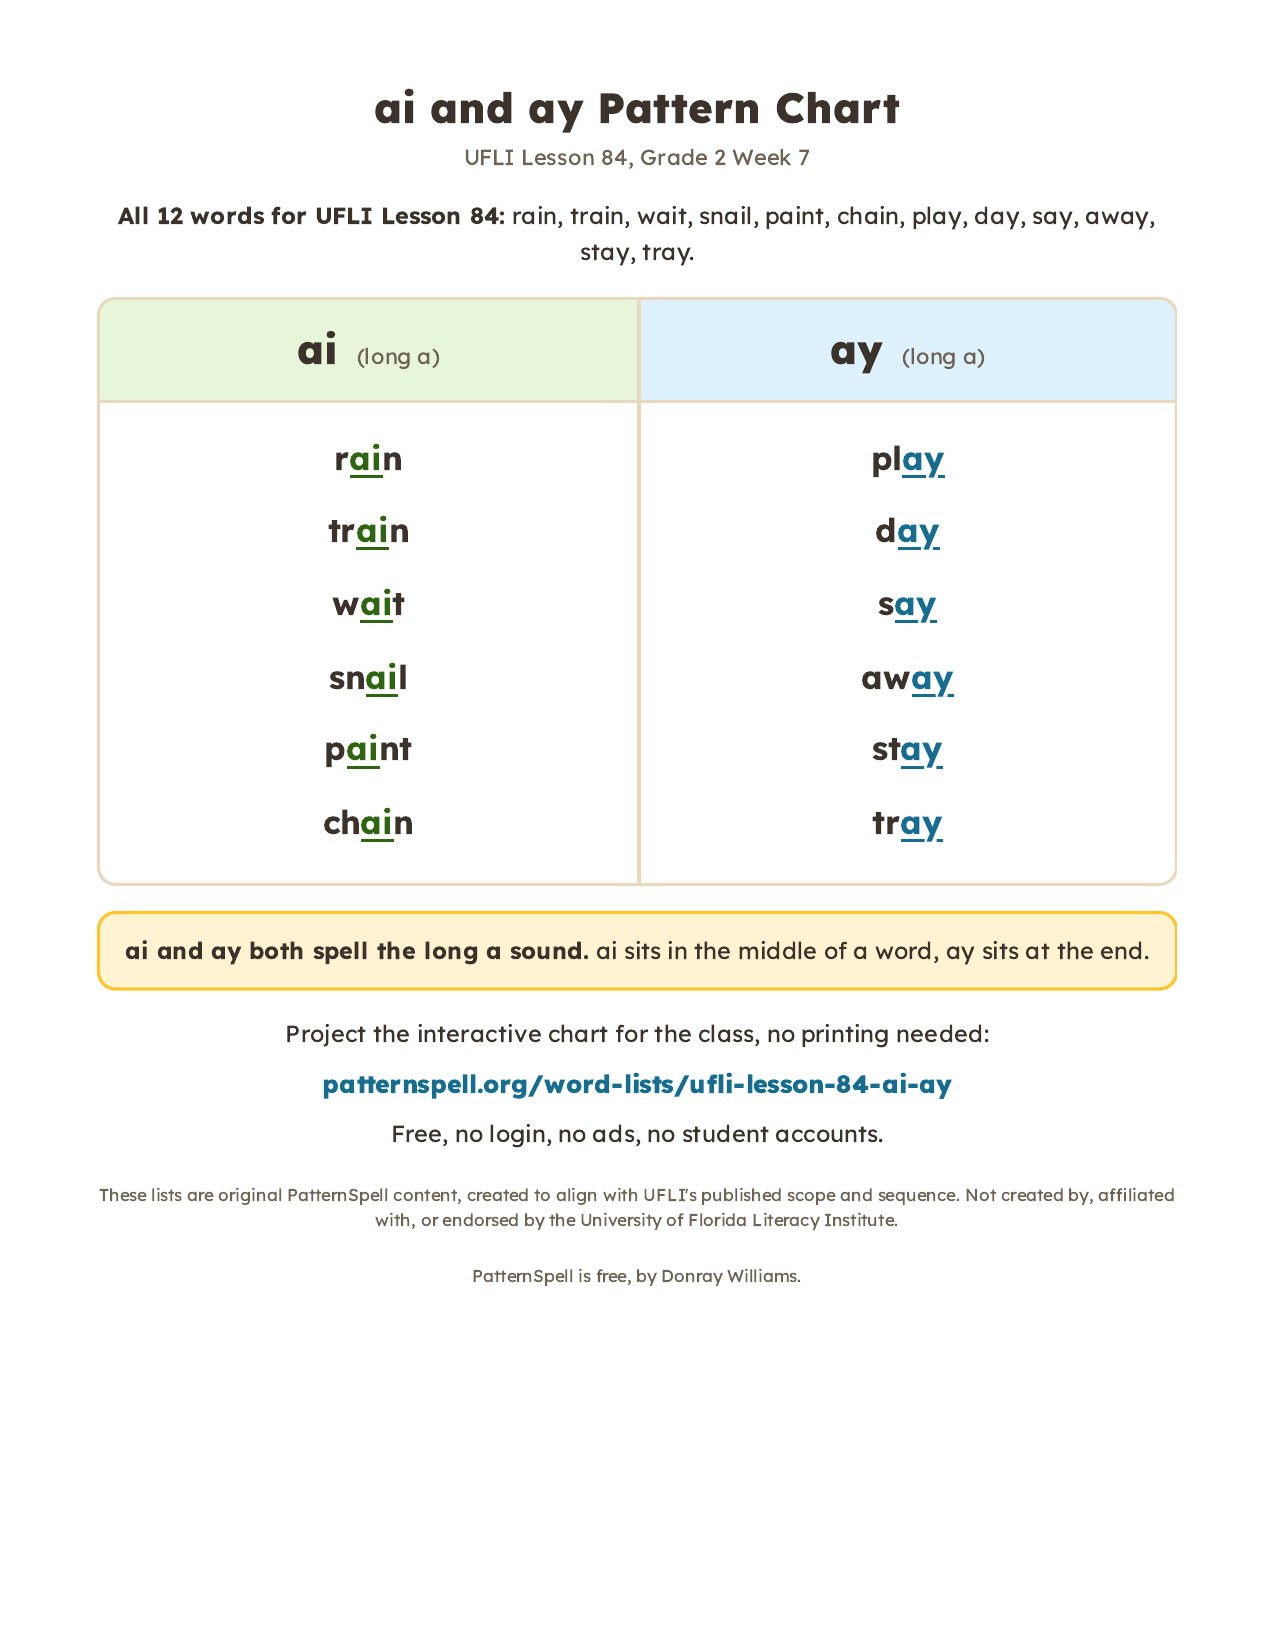 ai and ay Pattern Chart
UFLI Lesson 84, Grade 2 Week 7
All 12 words for UFLI Lesson 84: rain, train, wait, snail, paint, chain, play, day, say, away,
stay, tray.
ai (long a)
ay (long a)
rain
train
wait
snail
paint
chain
play
day
say
away
stay
tray
ai and ay both spell the long a sound. ai sits in the middle of a word, ay sits at the end.
Project the interactive chart for the class, no printing needed:
patternspell.org/word-lists/ufli-lesson-84-ai-ay
Free, no login, no ads, no student accounts.
These lists are original PatternSpell content, created to align with UFLI's published scope and sequence. Not created by, affiliated
with, or endorsed by the University of Florida Literacy Institute.
PatternSpell is free, by Donray Williams.